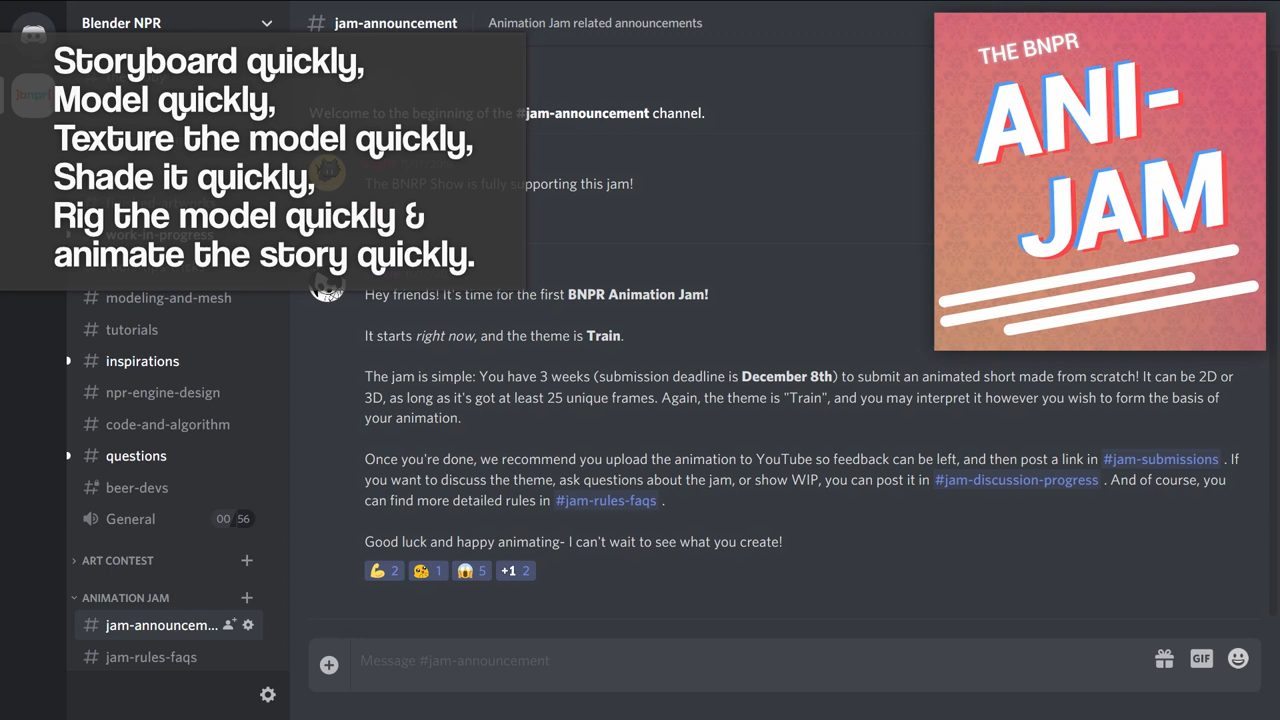 Blender NPR
# jam-announcement
Animation Jam related announcements
Storyboard quickly,
Model quickly,
Texture the model quickly,
Shade it quickly,
Rig the model quickly &
animate the story quickly.
[bnpr]
work-in-progress
# modeling-and-mesh
# tutorials
# inspirations
# npr-engine-design
# code-and-algorithm
# questions
# beer-devs
General 00 56
ART CONTEST +
ANIMATION JAM +
# jam-announcem...
# jam-rules-faqs
Welcome to the beginning of the #jam-announcement channel.
The BNRP Show is fully supporting this jam!
Hey friends! It's time for the first BNPR Animation Jam!
It starts right now, and the theme is Train.
The jam is simple: You have 3 weeks (submission deadline is December 8th) to submit an animated short made from scratch! It can be 2D or
3D, as long as it's got at least 25 unique frames. Again, the theme is "Train", and you may interpret it however you wish to form the basis of
your animation.
Once you're done, we recommend you upload the animation to YouTube so feedback can be left, and then post a link in #jam-submissions . If
you want to discuss the theme, ask questions about the jam, or show WIP, you can post it in #jam-discussion-progress . And of course, you
can find more detailed rules in #jam-rules-faqs .
Good luck and happy animating- I can't wait to see what you create!
2 1 5 +1 2
Message #jam-announcement
GIF
THE BNPR
ANI-
JAM